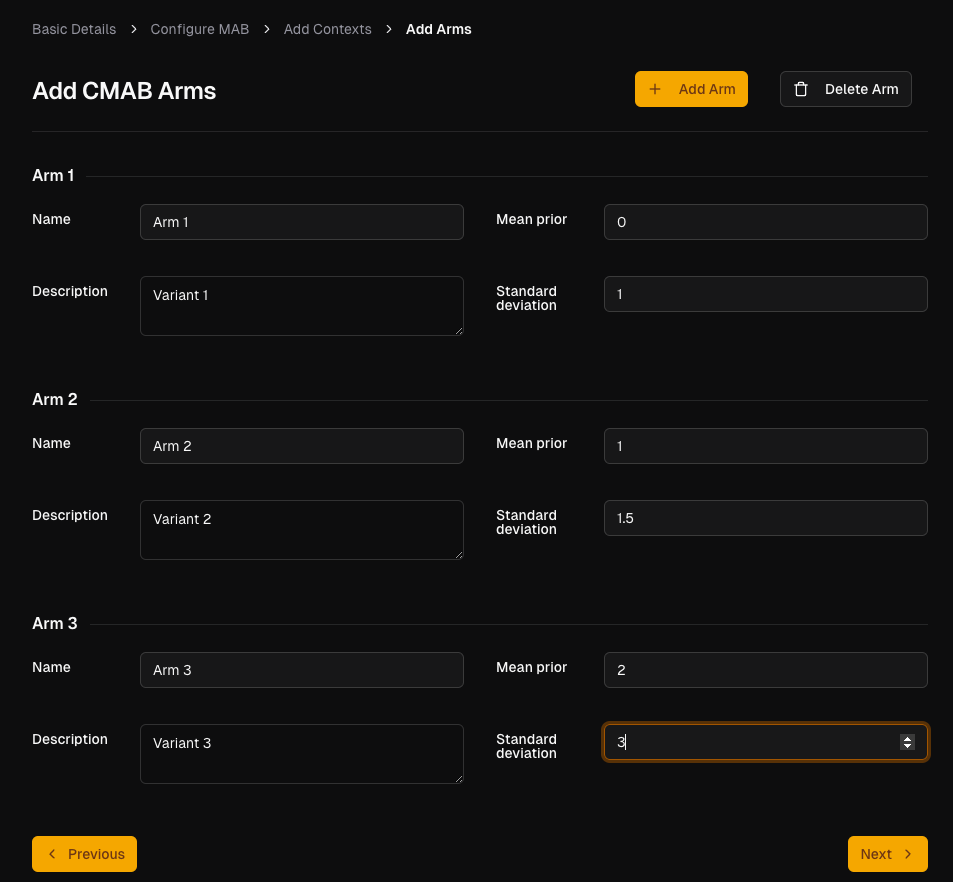 Basic Details > Configure MAB > Add Contexts > Add Arms
Add CMAB Arms
+ Add Arm
Delete Arm
Arm 1
Name
Arm 1
Mean prior
0
Description
Variant 1
Standard
deviation
1
Arm 2
Name
Arm 2
Mean prior
1
Description
Variant 2
Standard
deviation
1.5
Arm 3
Name
Arm 3
Mean prior
2
Description
Variant 3
Standard
deviation
3
< Previous
Next >